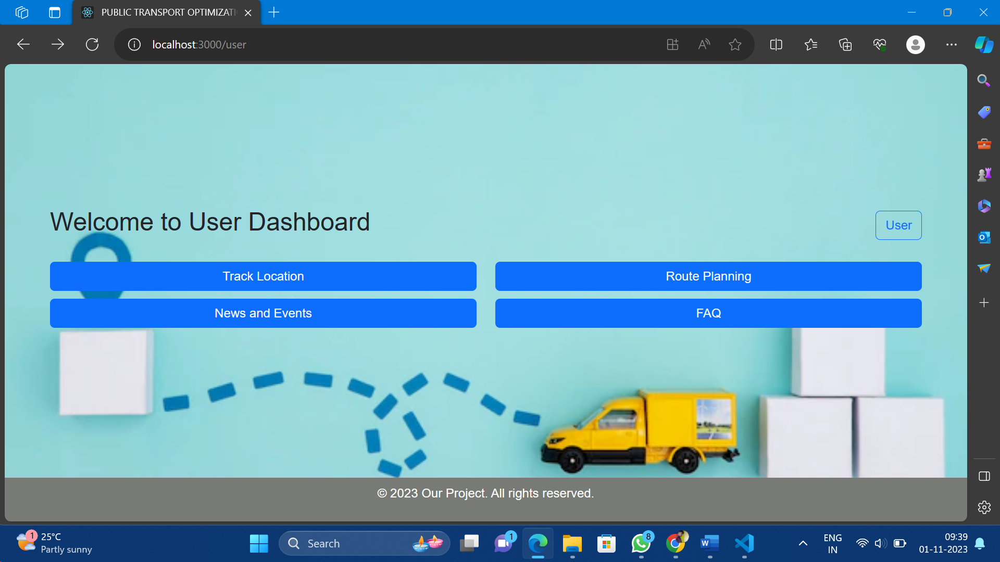 PUBLIC TRANSPORT OPTIMIZATI
localhost:3000/user
Welcome to User Dashboard
User
Track Location
Route Planning
News and Events
FAQ
© 2023 Our Project. All rights reserved.
1
25°C
Partly sunny
Search
1
8
ENG
IN
09:39
01-11-2023